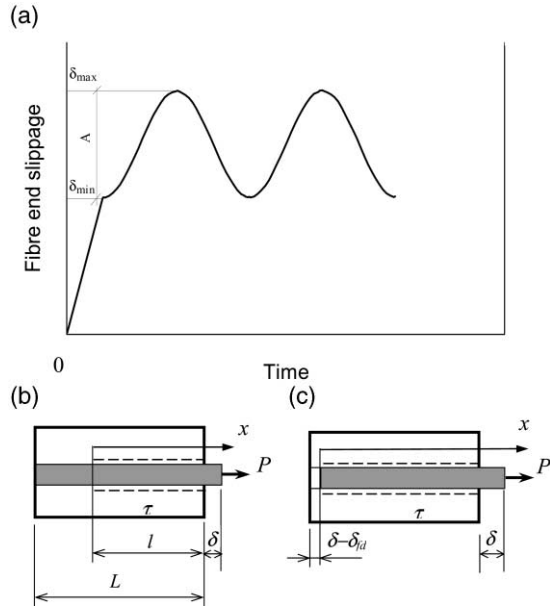 (a)
δmax
A
δmin
Fibre end slippage
0
Time
(b)
x
P
τ
l
δ
L
(c)
x
P
τ
δ–δfd
δ